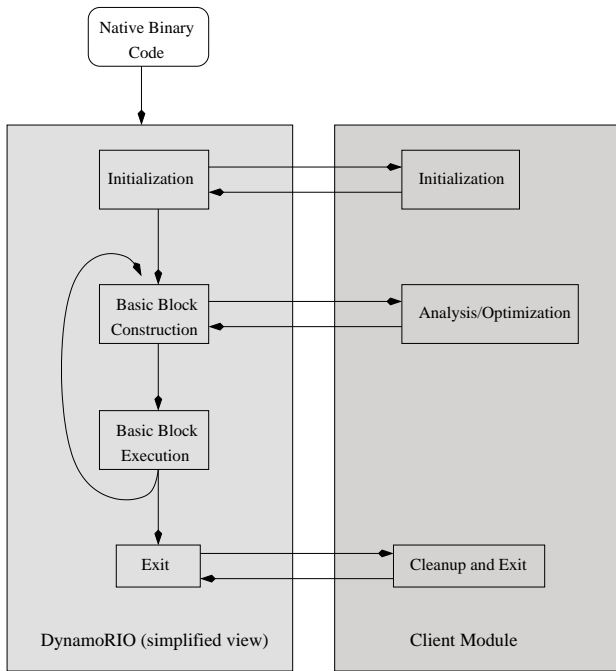 Native Binary
Code
Initialization
Initialization
Basic Block
Construction
Analysis/Optimization
Basic Block
Execution
Exit
Cleanup and Exit
DynamoRIO (simplified view)
Client Module